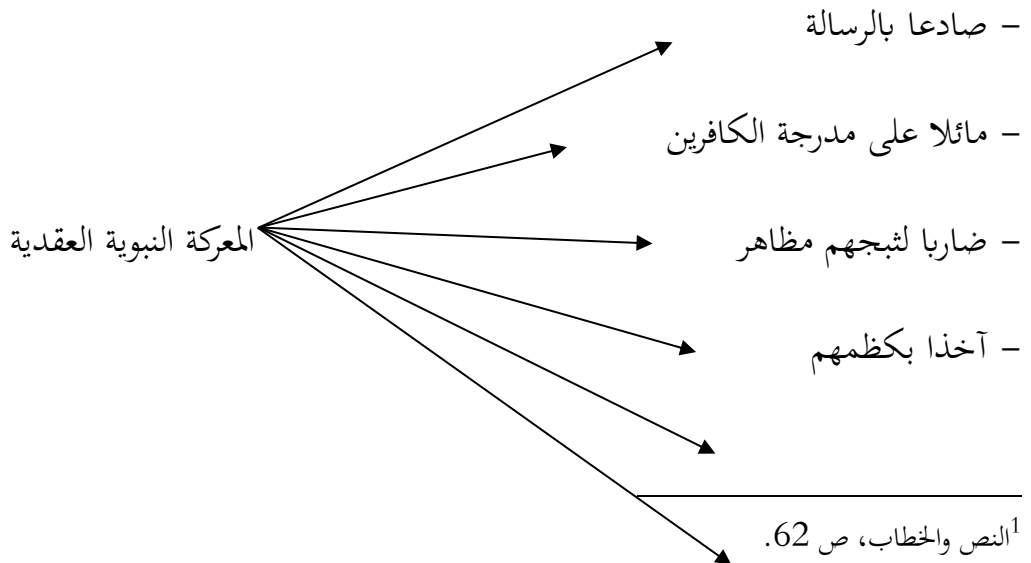 – صادعا بالرسالة
– مائلا على مدرجة الكافرين
المعركة النبوية العقدية
– ضاربا لثبجهم مظاهر
– آخذا بكظمهم
1النص والخطاب، ص 62.